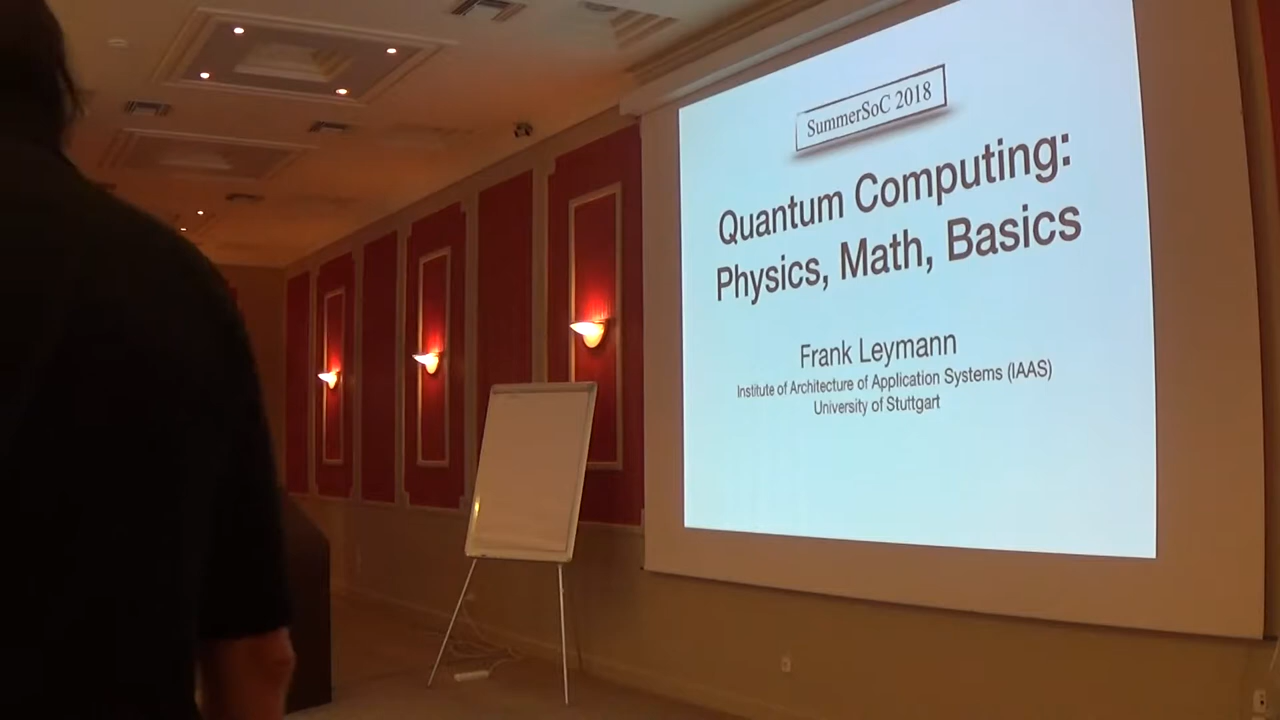 SummerSoC 2018
Quantum Computing:
Physics, Math, Basics
Frank Leymann
Institute of Architecture of Application Systems (IAAS)
University of Stuttgart